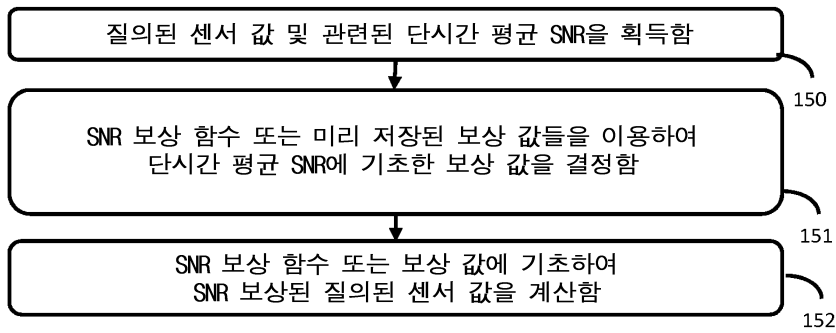 질의된 센서 값 및 관련된 단시간 평균 SNR을 획득함
150
SNR 보상 함수 또는 미리 저장된 보상 값들을 이용하여
단시간 평균 SNR에 기초한 보상 값을 결정함
151
SNR 보상 함수 또는 보상 값에 기초하여
SNR 보상된 질의된 센서 값을 계산함
152